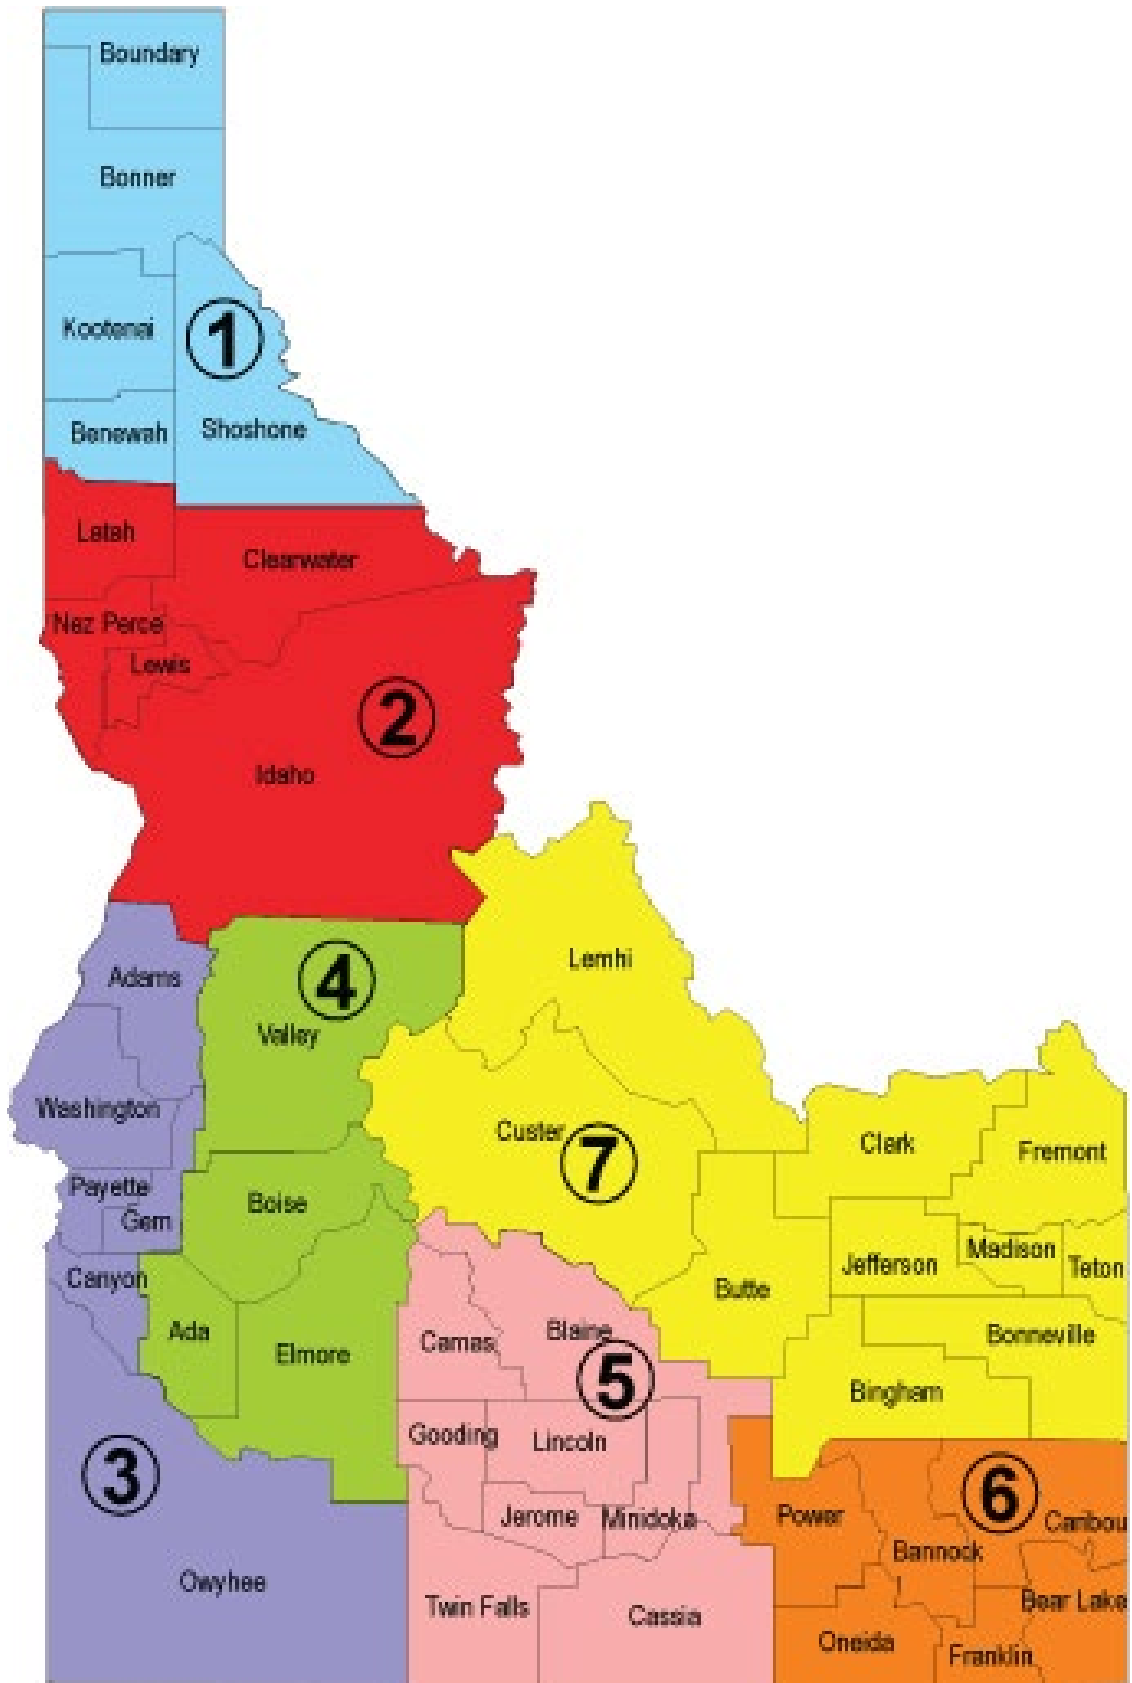 Boundary
Bonner
Kootenai
1
Benewah
Shoshone
Latah
Clearwater
Nez Perce
Lewis
2
Idaho
Lemhi
Adams
4
Valley
Washington
Custer
7
Clark
Fremont
Payette
Gem
Boise
Canyon
Jefferson
Madison
Teton
Butte
Ada
Elmore
Camas
Blaine
5
Bonneville
Bingham
Gooding
Lincoln
3
6
Jerome
Minidoka
Power
Caribou
Bannock
Owyhee
Twin Falls
Cassia
Bear Lake
Oneida
Franklin